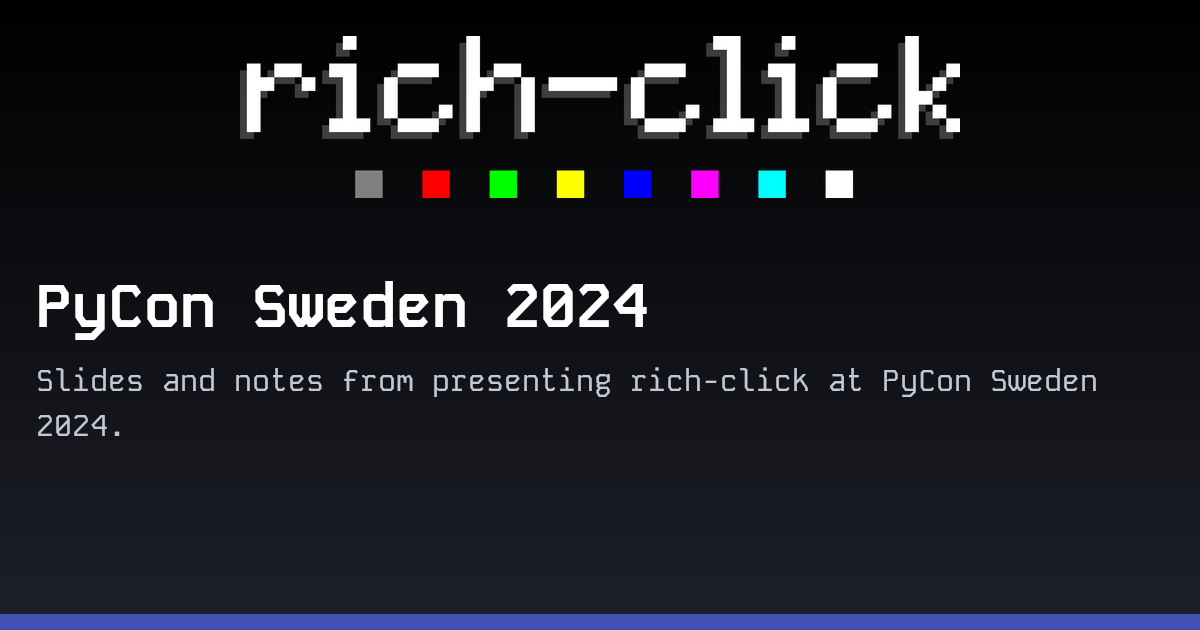 rich-click
PyCon Sweden 2024
Slides and notes from presenting rich-click at PyCon Sweden
2024.